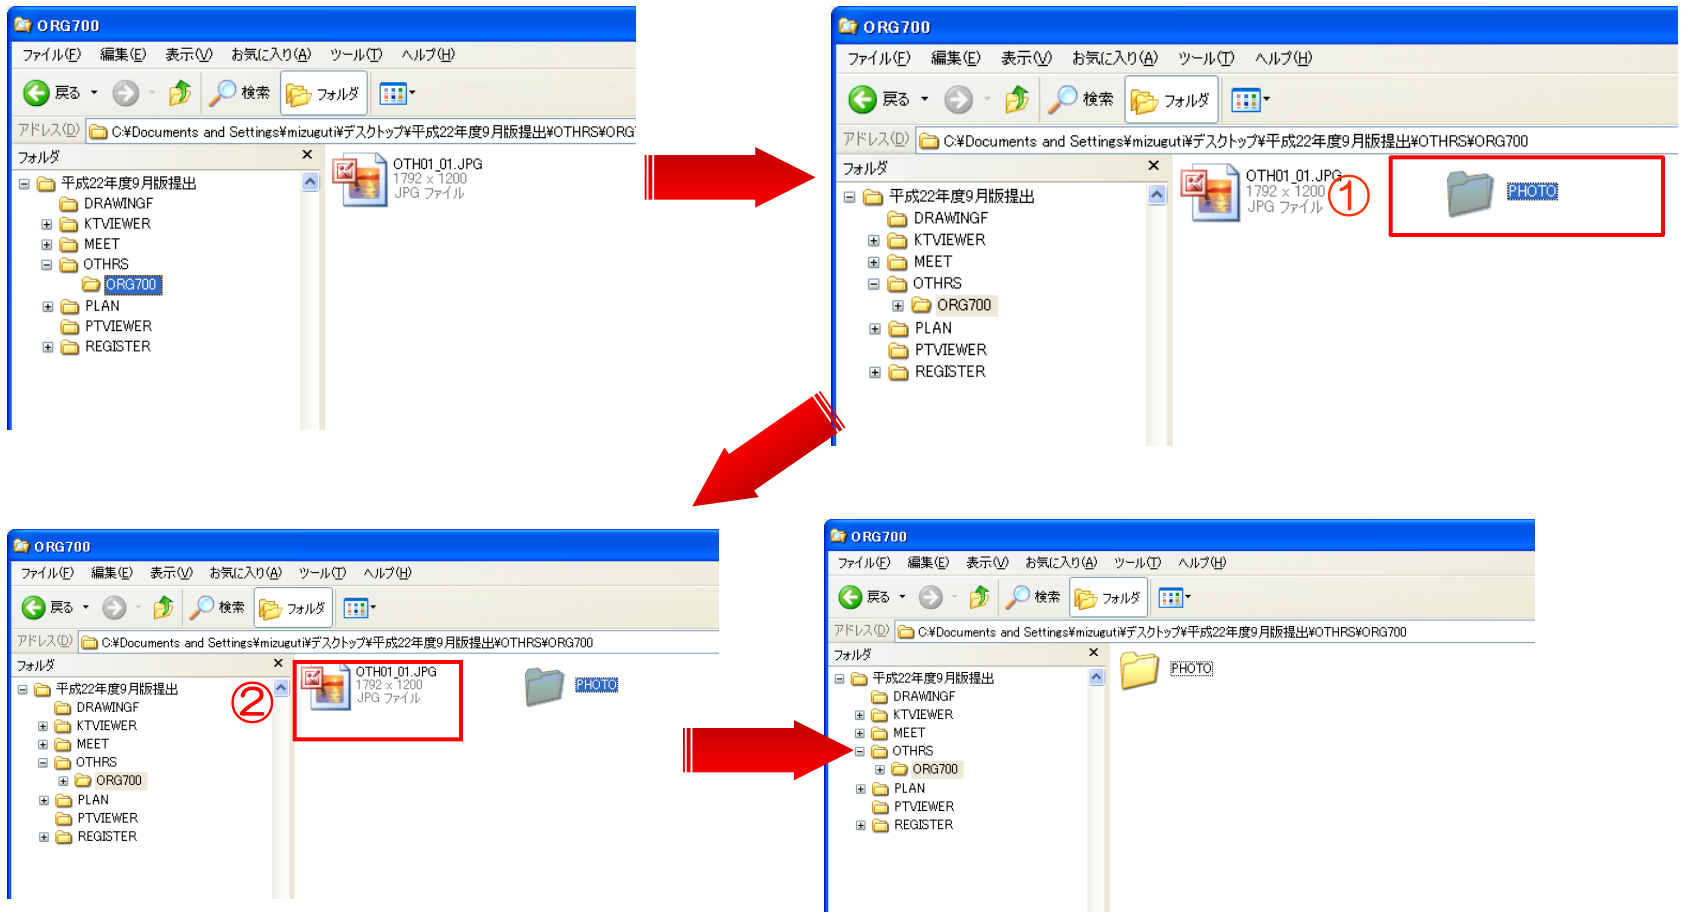 ORG700
ファイル(F) 編集(E) 表示(V) お気に入り(A) ツール(T) ヘルプ(H)
戻る 検索 フォルダ
アドレス(D) C:¥Documents and Settings¥mizuguti¥デスクトップ¥平成22年度9月版提出¥OTHRS¥ORG
フォルダ ×
平成22年度9月版提出
DRAWINGF
KTVIEWER
MEET
OTHRS
ORG700
PLAN
PTVIEWER
REGISTER
OTH01_01.JPG
1792 × 1200
JPG ファイル
ORG700
ファイル(F) 編集(E) 表示(V) お気に入り(A) ツール(T) ヘルプ(H)
戻る 検索 フォルダ
アドレス(D) C:¥Documents and Settings¥mizuguti¥デスクトップ¥平成22年度9月版提出¥OTHRS¥ORG700
フォルダ ×
平成22年度9月版提出
DRAWINGF
KTVIEWER
MEET
OTHRS
ORG700
PLAN
PTVIEWER
REGISTER
OTH01_01.JPG
1792 × 1200
JPG ファイル
①
PHOTO
ORG700
ファイル(F) 編集(E) 表示(V) お気に入り(A) ツール(T) ヘルプ(H)
戻る 検索 フォルダ
アドレス(D) C:¥Documents and Settings¥mizuguti¥デスクトップ¥平成22年度9月版提出¥OTHRS¥ORG700
フォルダ ×
平成22年度9月版提出
DRAWINGF
KTVIEWER
MEET
OTHRS
ORG700
PLAN
PTVIEWER
REGISTER
②
OTH01_01.JPG
1792 × 1200
JPG ファイル
PHOTO
ORG700
ファイル(F) 編集(E) 表示(V) お気に入り(A) ツール(T) ヘルプ(H)
戻る 検索 フォルダ
アドレス(D) C:¥Documents and Settings¥mizuguti¥デスクトップ¥平成22年度9月版提出¥OTHRS¥ORG700
フォルダ ×
平成22年度9月版提出
DRAWINGF
KTVIEWER
MEET
OTHRS
ORG700
PLAN
PTVIEWER
REGISTER
PHOTO